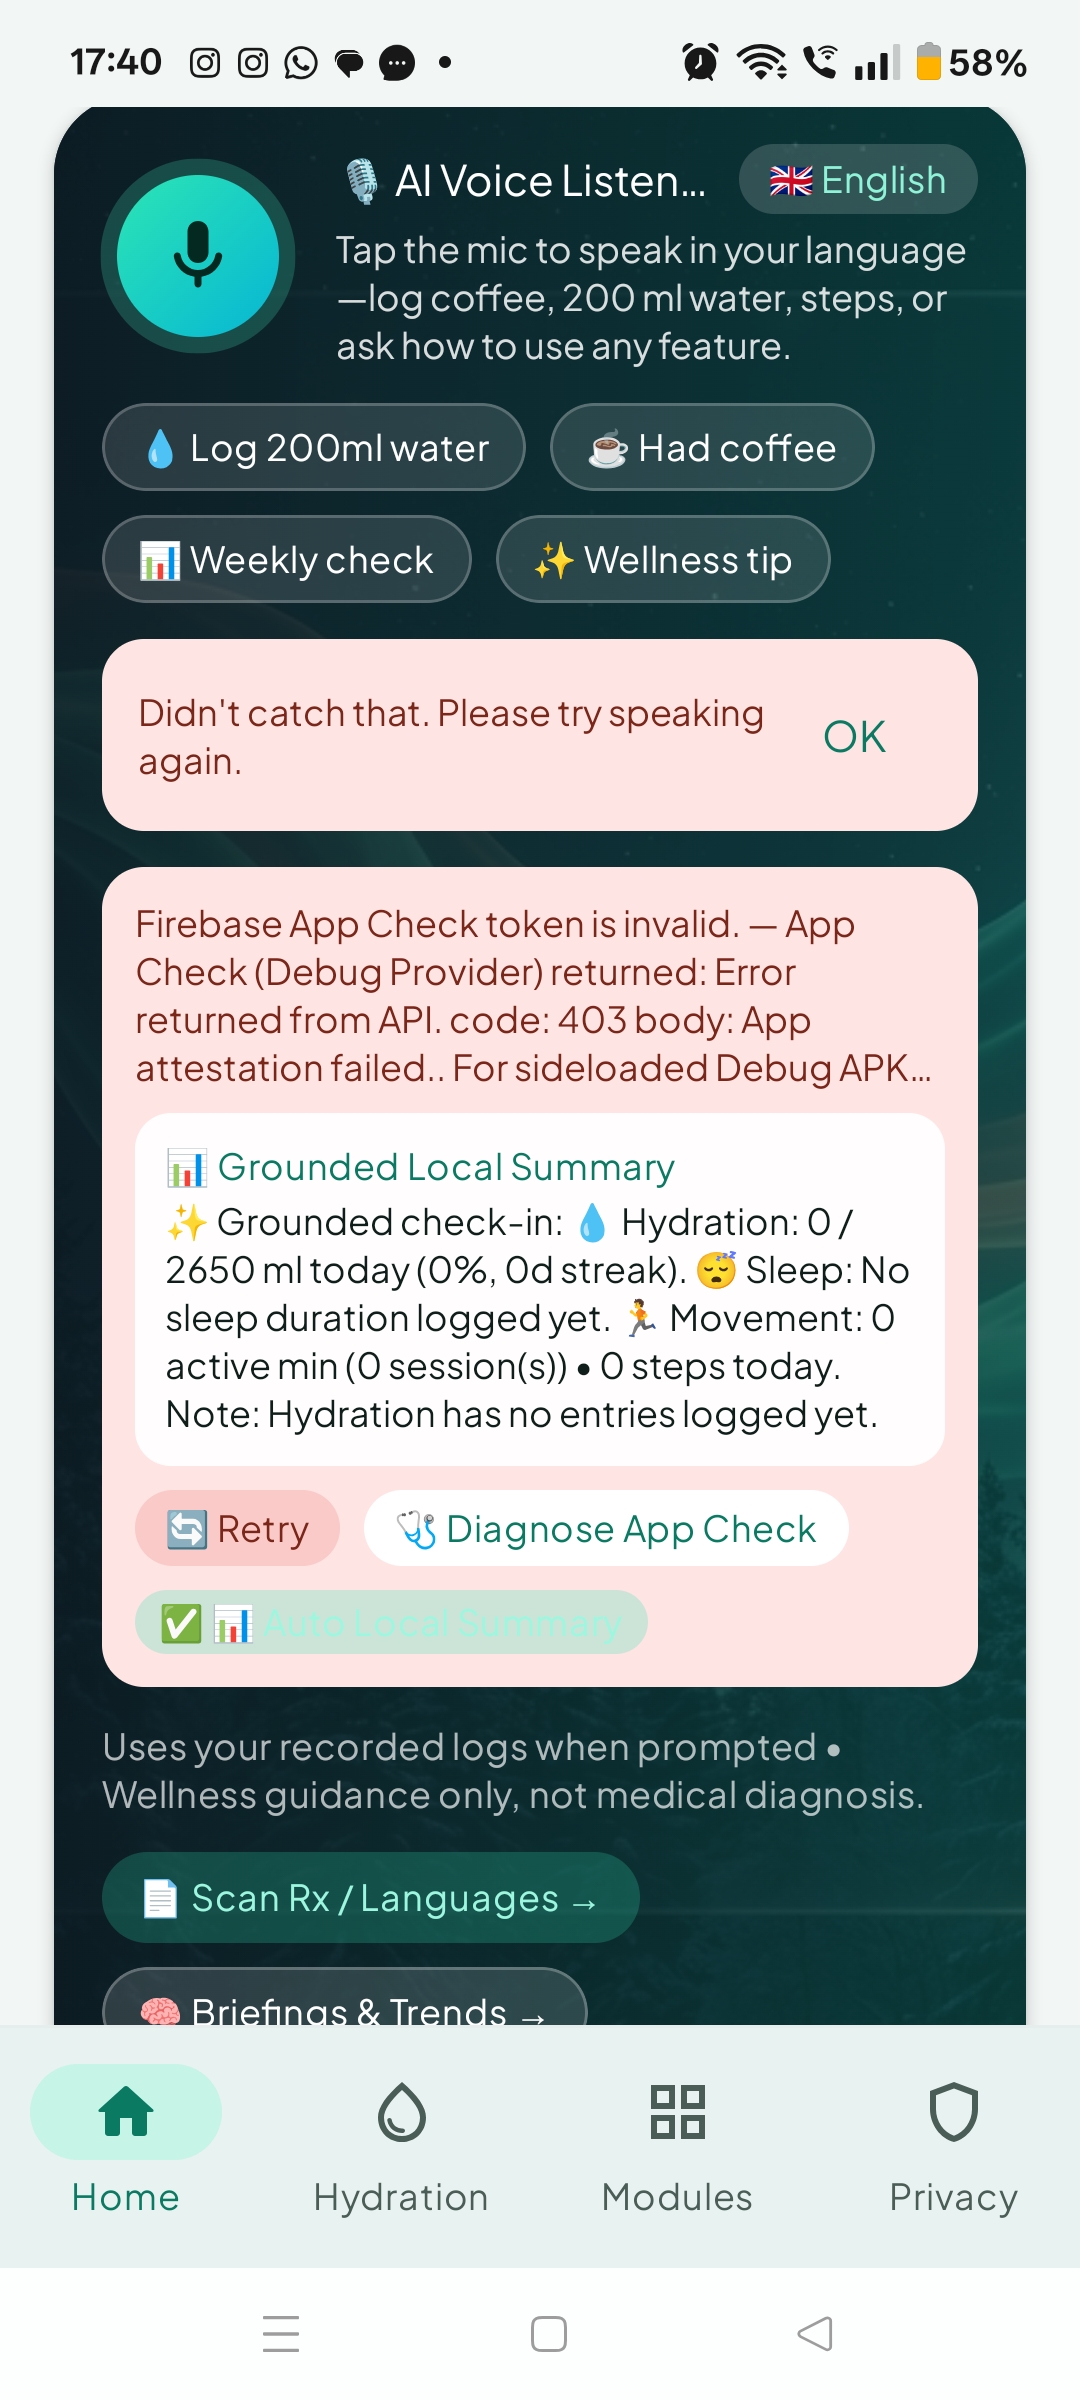 17:40
58%
🎙️ AI Voice Listen...
🇬🇧 English
Tap the mic to speak in your language
—log coffee, 200 ml water, steps, or
ask how to use any feature.
💧 Log 200ml water
☕ Had coffee
📊 Weekly check
✨ Wellness tip
Didn't catch that. Please try speaking
again.
OK
Firebase App Check token is invalid. — App
Check (Debug Provider) returned: Error
returned from API. code: 403 body: App
attestation failed.. For sideloaded Debug APK...
📊 Grounded Local Summary
✨ Grounded check-in: 💧 Hydration: 0 /
2650 ml today (0%, 0d streak). 😴 Sleep: No
sleep duration logged yet. 🏃 Movement: 0
active min (0 session(s)) • 0 steps today.
Note: Hydration has no entries logged yet.
🔄 Retry
🩺 Diagnose App Check
✅ 📊 Auto Local Summary
Uses your recorded logs when prompted •
Wellness guidance only, not medical diagnosis.
📄 Scan Rx / Languages →
🧠 Briefings & Trends →
Home
Hydration
Modules
Privacy